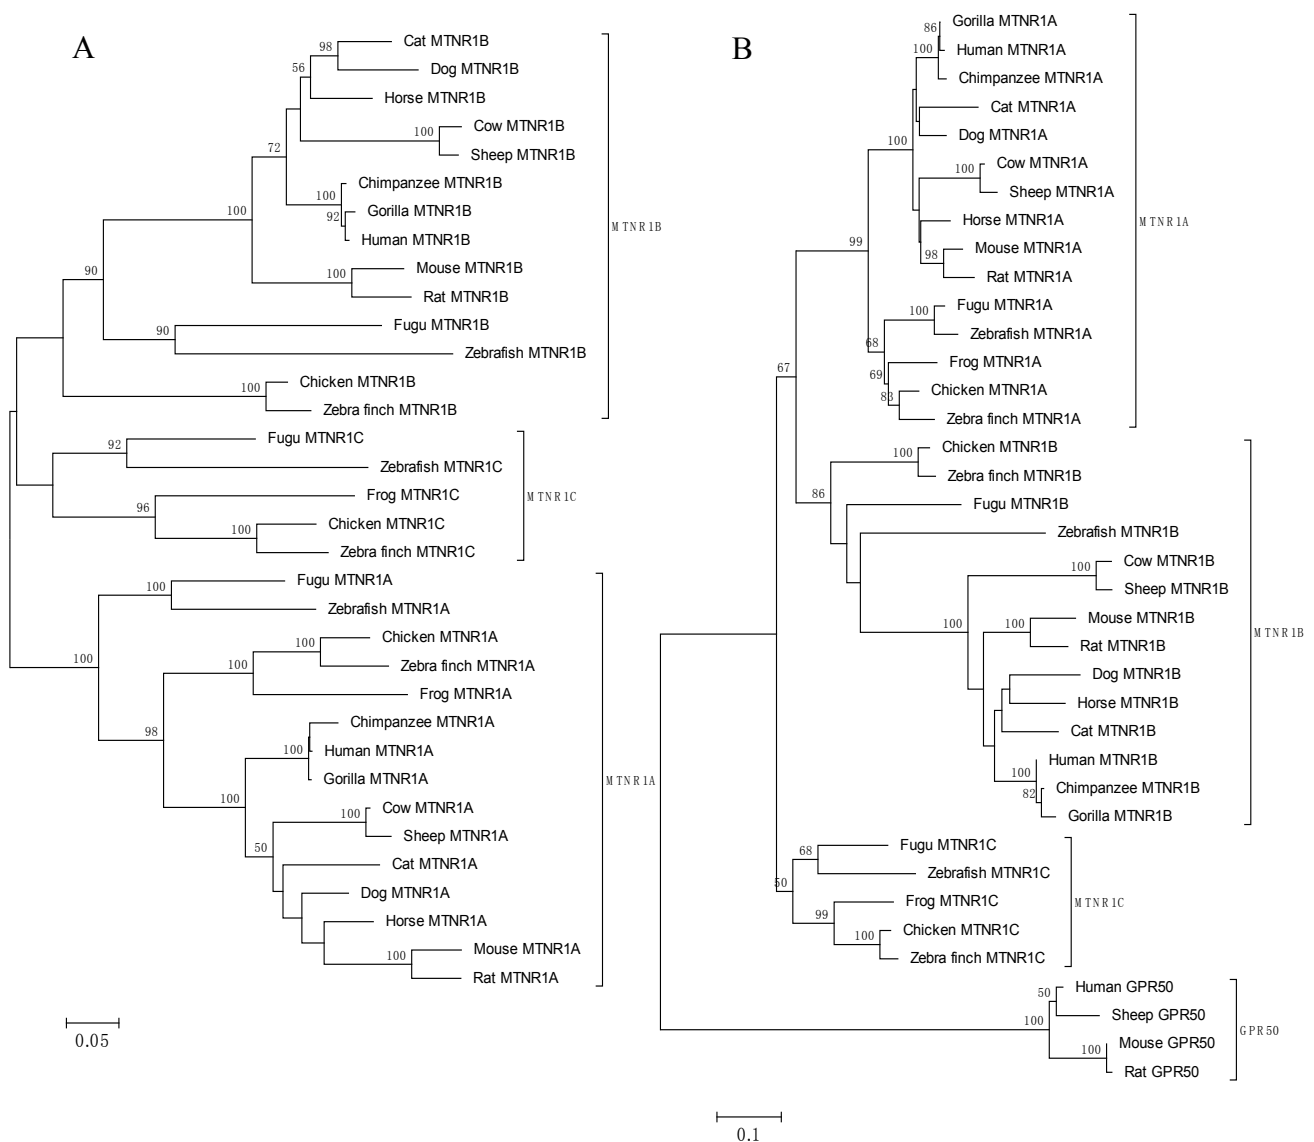 A
98
Cat MTNR1B
56
Dog MTNR1B
Horse MTNR1B
100
Cow MTNR1B
72
Sheep MTNR1B
100
Chimpanzee MTNR1B
92
Gorilla MTNR1B
100
Human MTNR1B
MTNR1B
90
100
Mouse MTNR1B
Rat MTNR1B
90
Fugu MTNR1B
Zebrafish MTNR1B
100
Chicken MTNR1B
Zebra finch MTNR1B
92
Fugu MTNR1C
Zebrafish MTNR1C
96
Frog MTNR1C
MTNR1C
100
Chicken MTNR1C
Zebra finch MTNR1C
100
Fugu MTNR1A
Zebrafish MTNR1A
100
Chicken MTNR1A
100
100
Zebra finch MTNR1A
Frog MTNR1A
98
Chimpanzee MTNR1A
100
Human MTNR1A
Gorilla MTNR1A
MTNR1A
100
100
Cow MTNR1A
Sheep MTNR1A
50
Cat MTNR1A
Dog MTNR1A
Horse MTNR1A
100
Mouse MTNR1A
Rat MTNR1A
0.05
B
86
Gorilla MTNR1A
100
Human MTNR1A
Chimpanzee MTNR1A
Cat MTNR1A
100
Dog MTNR1A
100
Cow MTNR1A
Sheep MTNR1A
Horse MTNR1A
MTNR1A
99
98
Mouse MTNR1A
Rat MTNR1A
100
Fugu MTNR1A
Zebrafish MTNR1A
68
Frog MTNR1A
67
69
83
Chicken MTNR1A
Zebra finch MTNR1A
100
Chicken MTNR1B
Zebra finch MTNR1B
86
Fugu MTNR1B
Zebrafish MTNR1B
100
Cow MTNR1B
Sheep MTNR1B
100
100
Mouse MTNR1B
MTNR1B
Rat MTNR1B
Dog MTNR1B
Horse MTNR1B
Cat MTNR1B
Human MTNR1B
100
82
Chimpanzee MTNR1B
Gorilla MTNR1B
68
Fugu MTNR1C
50
Zebrafish MTNR1C
99
Frog MTNR1C
MTNR1C
100
Chicken MTNR1C
Zebra finch MTNR1C
50
Human GPR50
100
Sheep GPR50
GPR50
100
Mouse GPR50
Rat GPR50
0.1